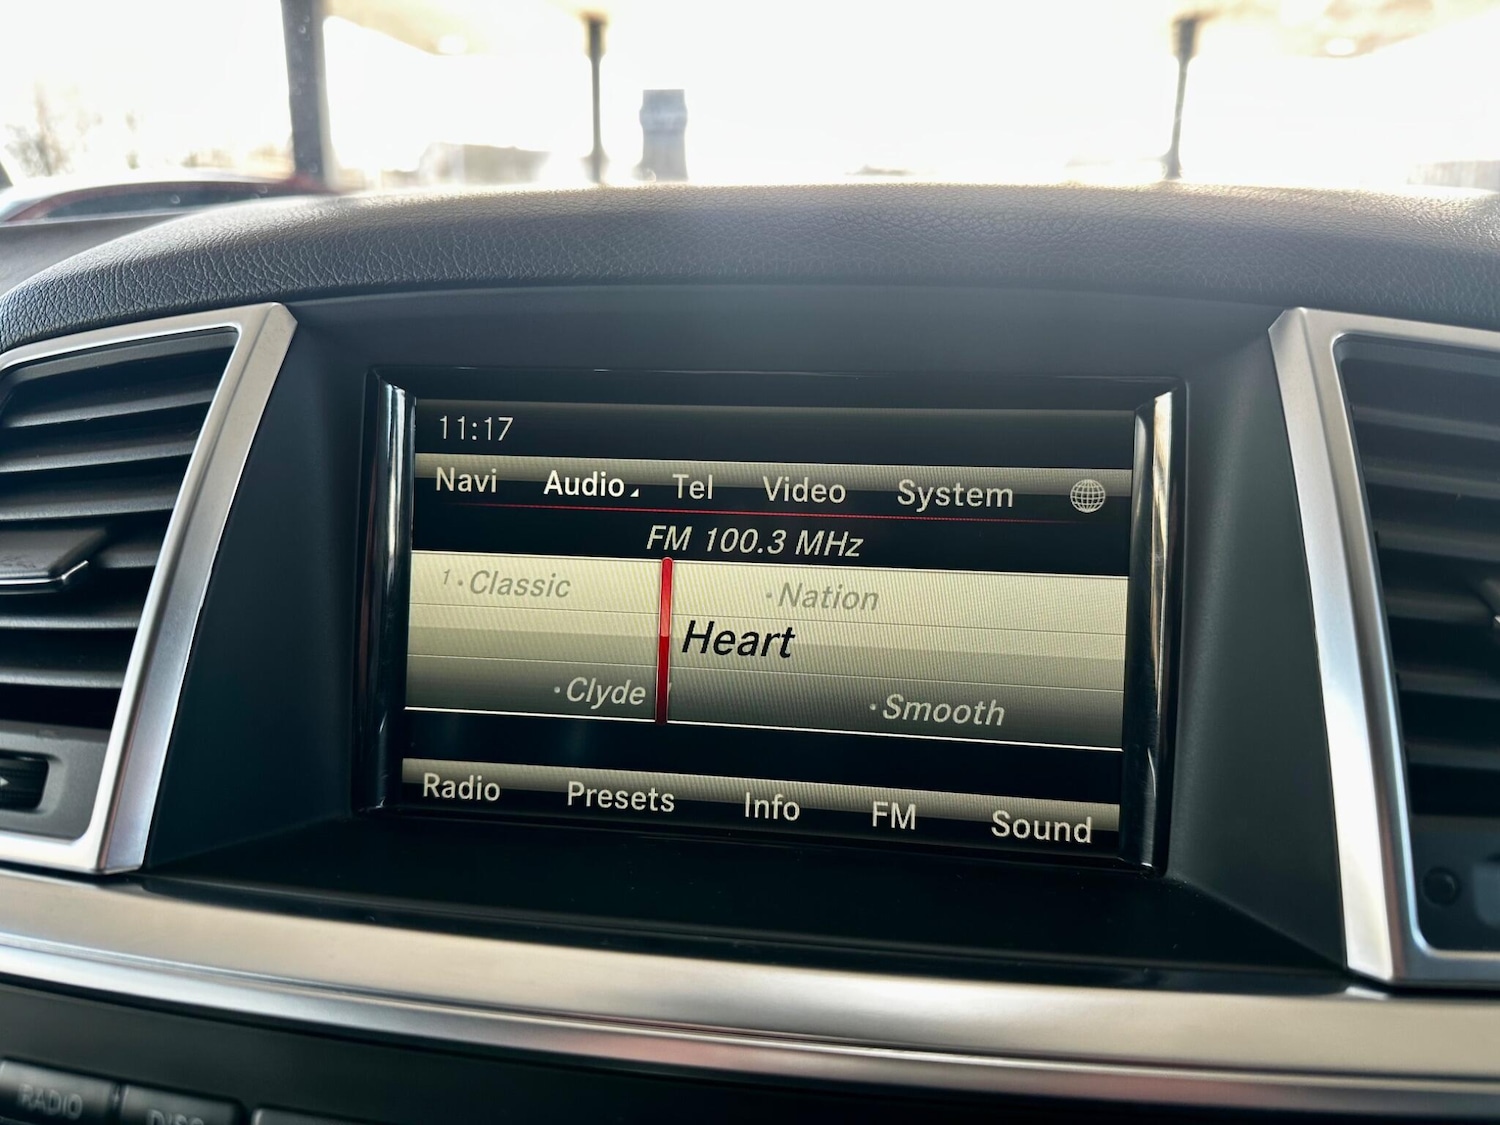 11:17
Navi Audio Tel Video System
FM 100.3 MHz
1 · Classic · Nation
Heart
· Clyde · Smooth
Radio Presets Info FM Sound
RADIO DISC